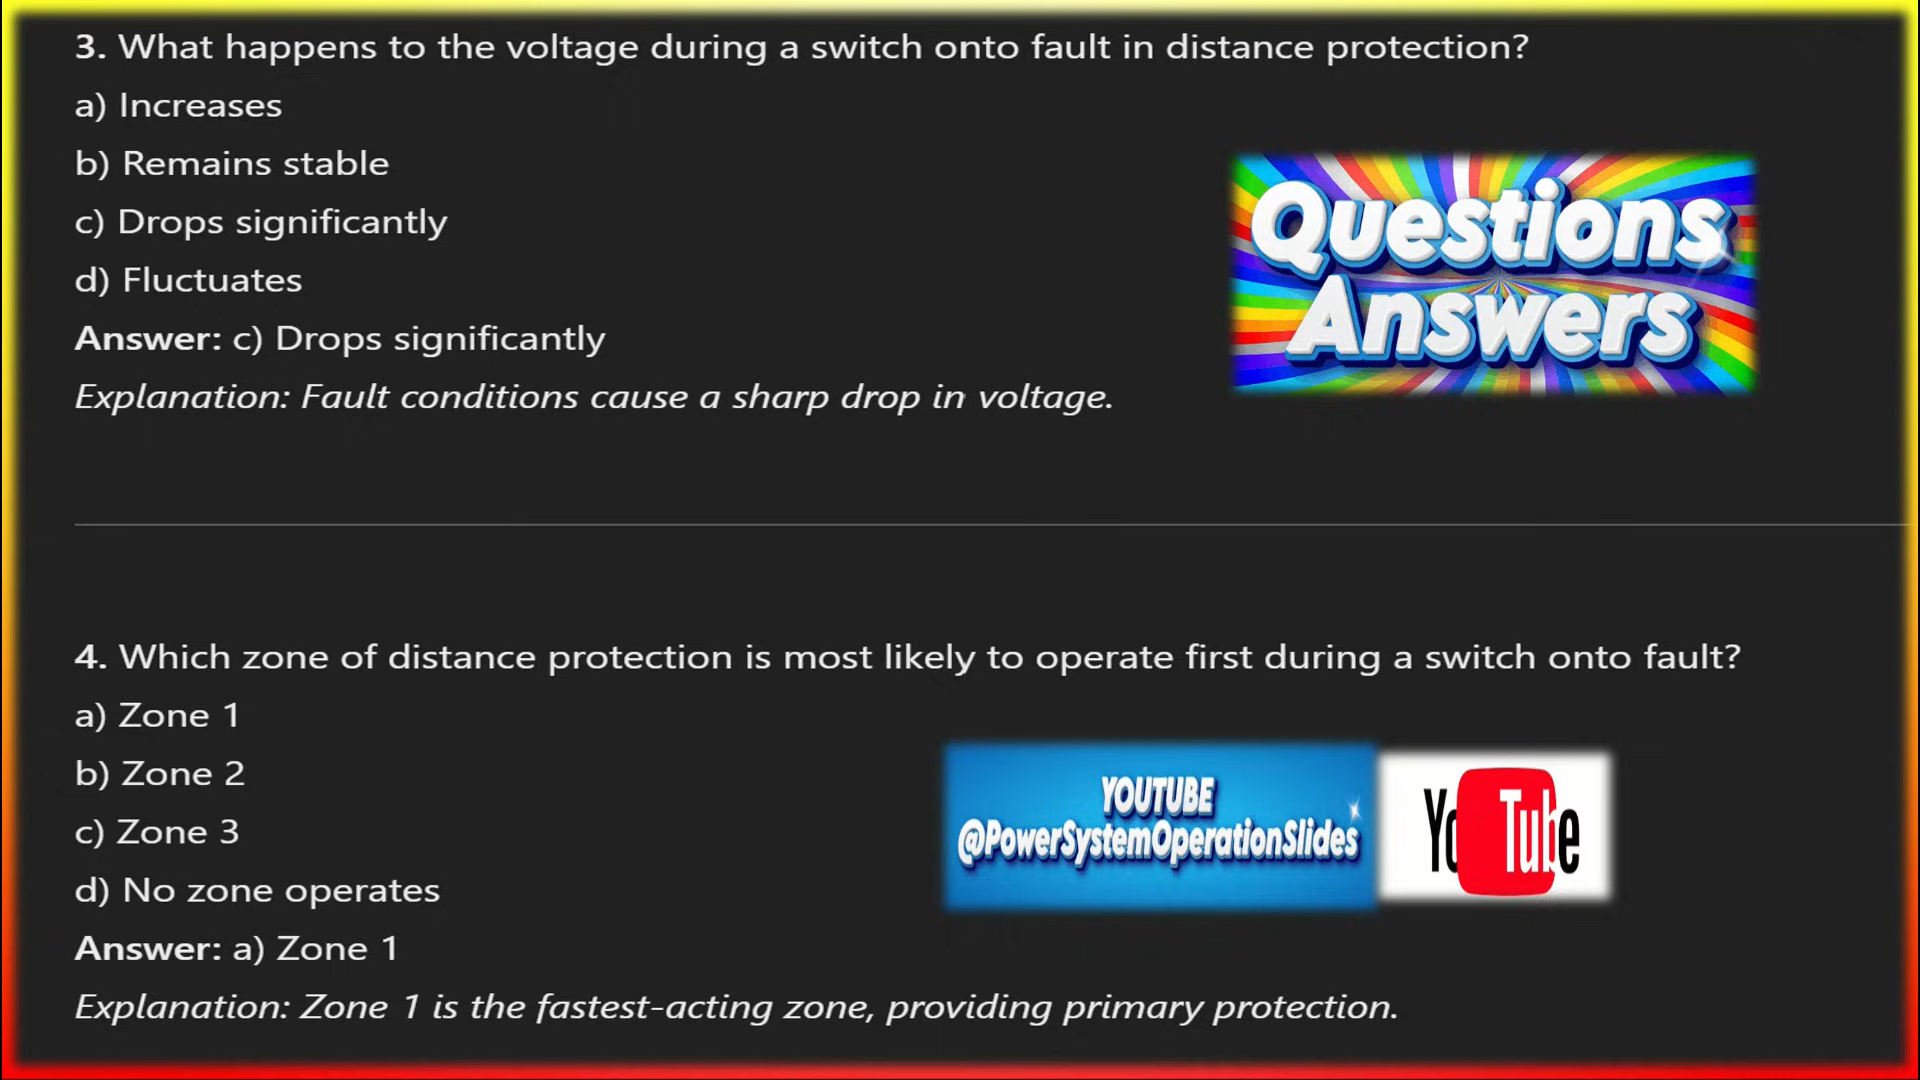 3. What happens to the voltage during a switch onto fault in distance protection?
a) Increases
b) Remains stable
c) Drops significantly
d) Fluctuates
Answer: c) Drops significantly
Explanation: Fault conditions cause a sharp drop in voltage.
Questions
Answers
4. Which zone of distance protection is most likely to operate first during a switch onto fault?
a) Zone 1
b) Zone 2
c) Zone 3
d) No zone operates
Answer: a) Zone 1
Explanation: Zone 1 is the fastest-acting zone, providing primary protection.
YOUTUBE
@PowerSystemOperationSlides
YouTube